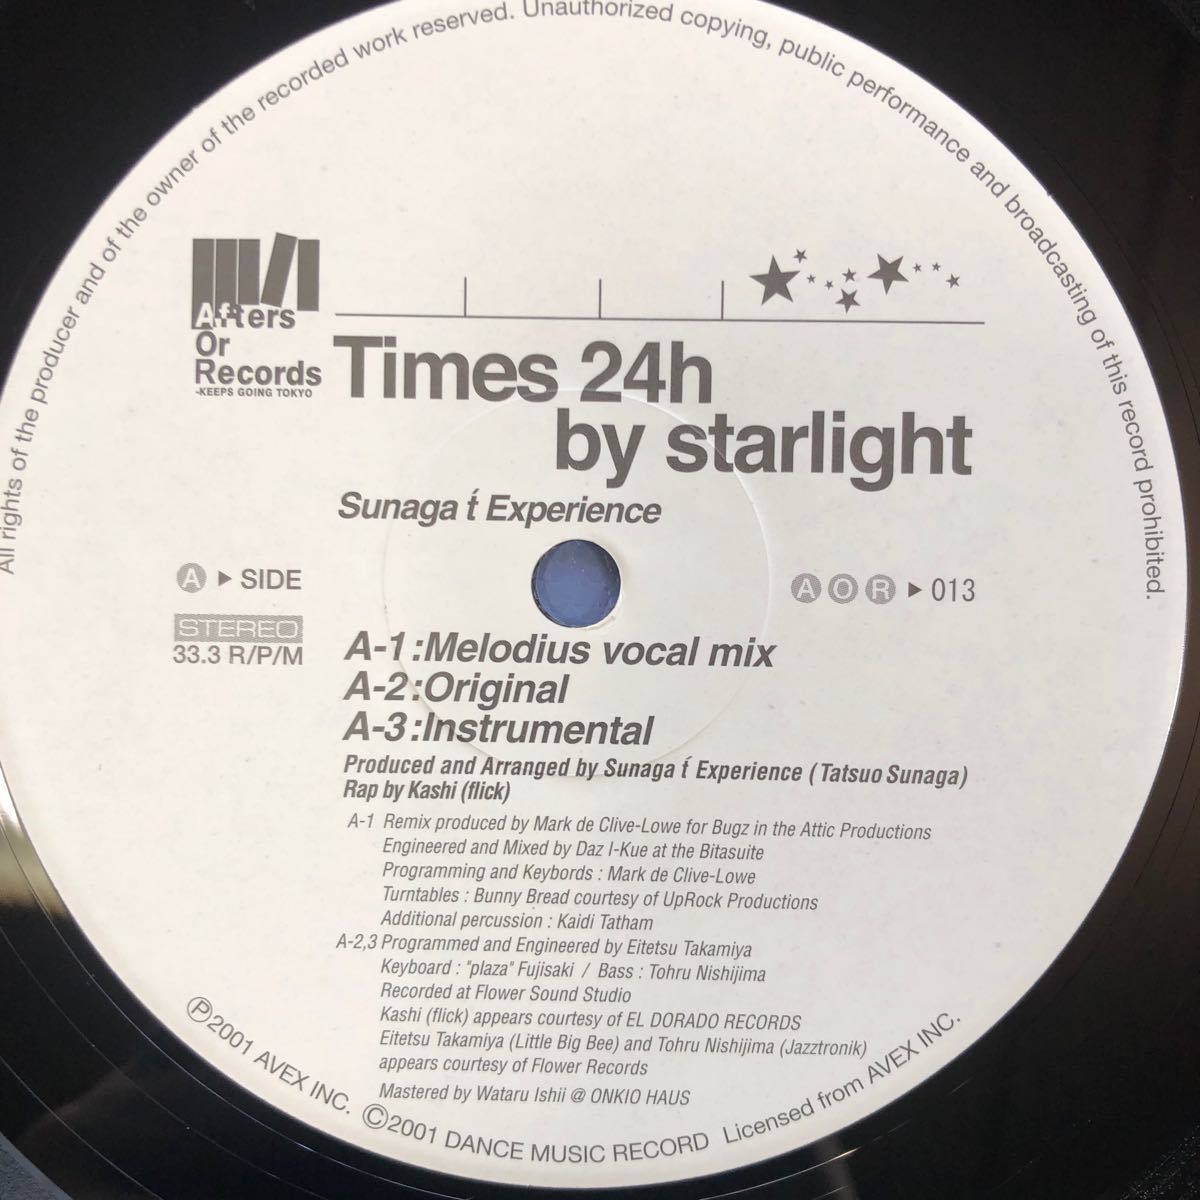 All rights of the producer and of the owner of the recorded work reserved. Unauthorized copying, public performance and broadcasting of this record prohibited.
Afters
Or
Records
-KEEPS GOING TOKYO
Times 24h
by starlight
Sunaga t́ Experience
A ▶ SIDE
AOR ▶ 013
STEREO
33.3 R/P/M
A-1:Melodius vocal mix
A-2:Original
A-3:Instrumental
Produced and Arranged by Sunaga t́ Experience (Tatsuo Sunaga)
Rap by Kashi (flick)
A-1 Remix produced by Mark de Clive-Lowe for Bugz in the Attic Productions
Engineered and Mixed by Daz I-Kue at the Bitasuite
Programming and Keybords : Mark de Clive-Lowe
Turntables : Bunny Bread courtesy of UpRock Productions
Additional percussion : Kaidi Tatham
A-2,3 Programmed and Engineered by Eitetsu Takamiya
Keyboard : "plaza" Fujisaki / Bass : Tohru Nishijima
Recorded at Flower Sound Studio
Kashi (flick) appears courtesy of EL DORADO RECORDS
Eitetsu Takamiya (Little Big Bee) and Tohru Nishijima (Jazztronik)
appears courtesy of Flower Records
Mastered by Wataru Ishii @ ONKIO HAUS
Ⓟ2001 AVEX INC. ©2001 DANCE MUSIC RECORD Licensed from AVEX INC.